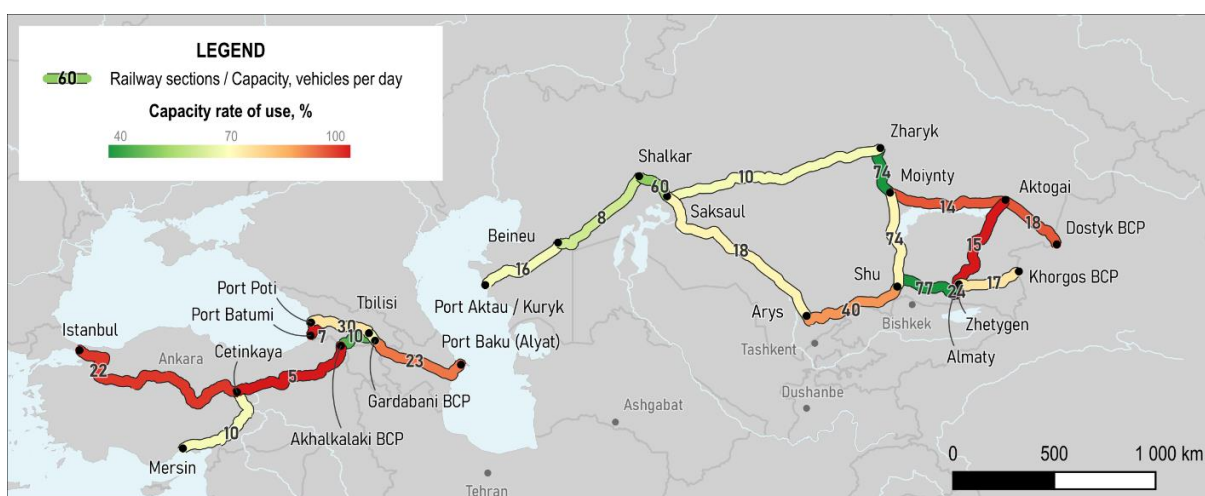 LEGEND
60 Railway sections / Capacity, vehicles per day
Capacity rate of use, %
40 70 100
Zharyk
Shalkar
74
Moiynty
Aktogai
60
10
Saksaul
14
18
Dostyk BCP
8
Beineu
74
15
18
16
Shu
Khorgos BCP
77
24
17
Port Poti
Tbilisi
Port Aktau / Kuryk
Arys
40
Bishkek
Zhetygen
Port Batumi
30
7
10
Istanbul
Ankara
Cetinkaya
Port Baku (Alyat)
Tashkent
Almaty
22
5
23
Gardabani BCP
Dushanbe
10
Akhalkalaki BCP
Ashgabat
Mersin
0 500 1 000 km
Tehran